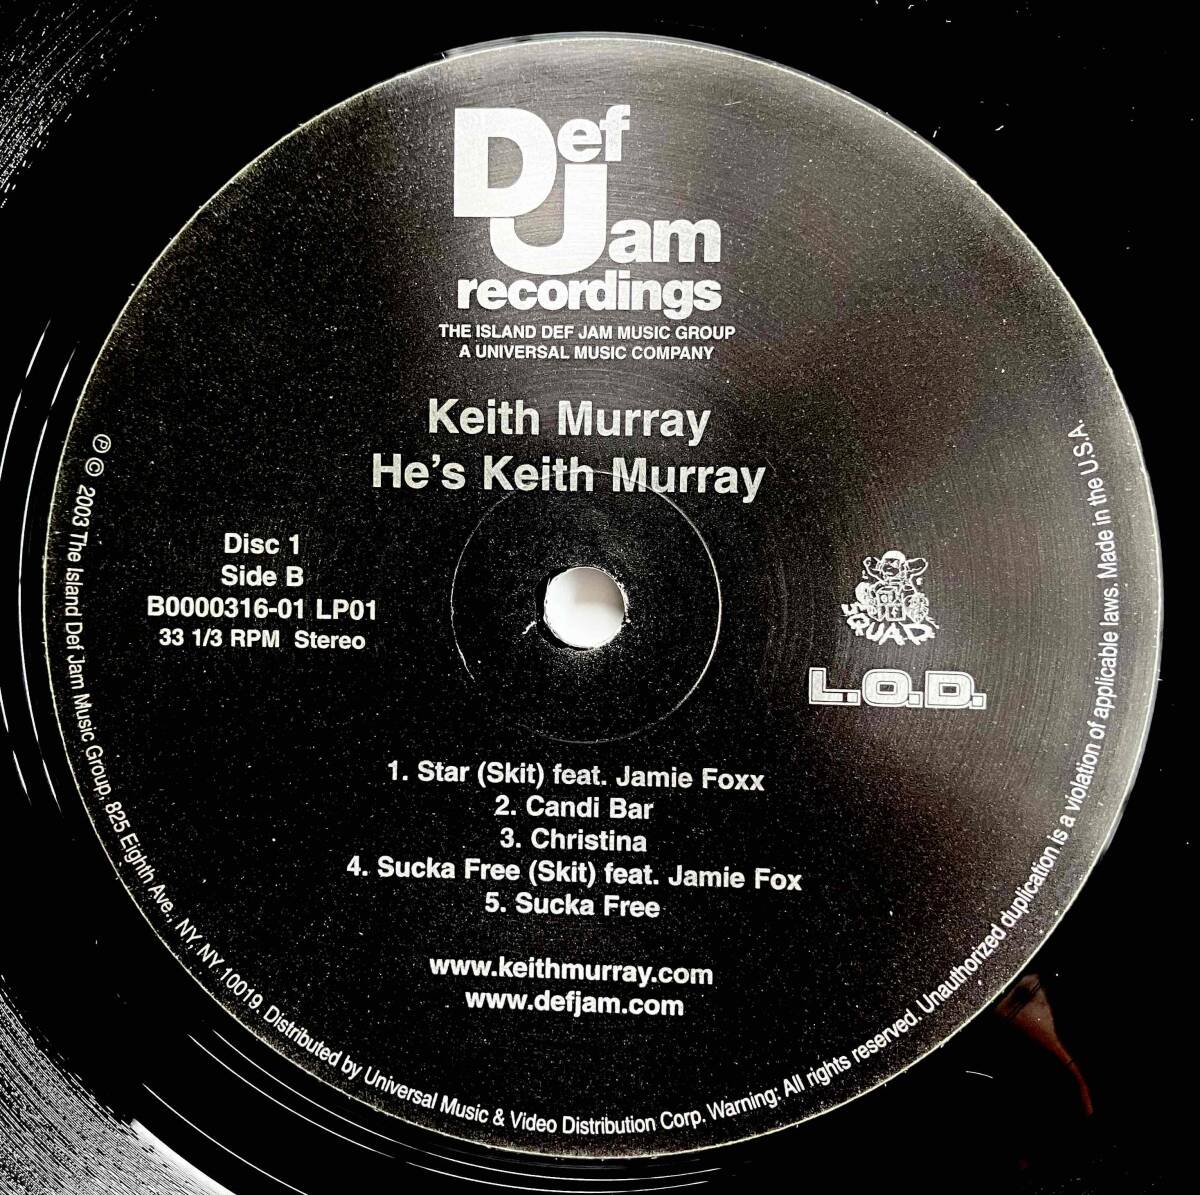 Def
Jam
recordings
THE ISLAND DEF JAM MUSIC GROUP
A UNIVERSAL MUSIC COMPANY
Keith Murray
He's Keith Murray
Disc 1
Side B
B0000316-01 LP01
33 1/3 RPM Stereo
SQUAD
L.O.D.
1. Star (Skit) feat. Jamie Foxx
2. Candi Bar
3. Christina
4. Sucka Free (Skit) feat. Jamie Fox
5. Sucka Free
www.keithmurray.com
www.defjam.com
℗ © 2003 The Island Def Jam Music Group, 825 Eighth Ave., NY, NY 10019. Distributed by Universal Music & Video Distribution Corp. Warning: All rights reserved. Unauthorized duplication is a violation of applicable laws. Made in the U.S.A.